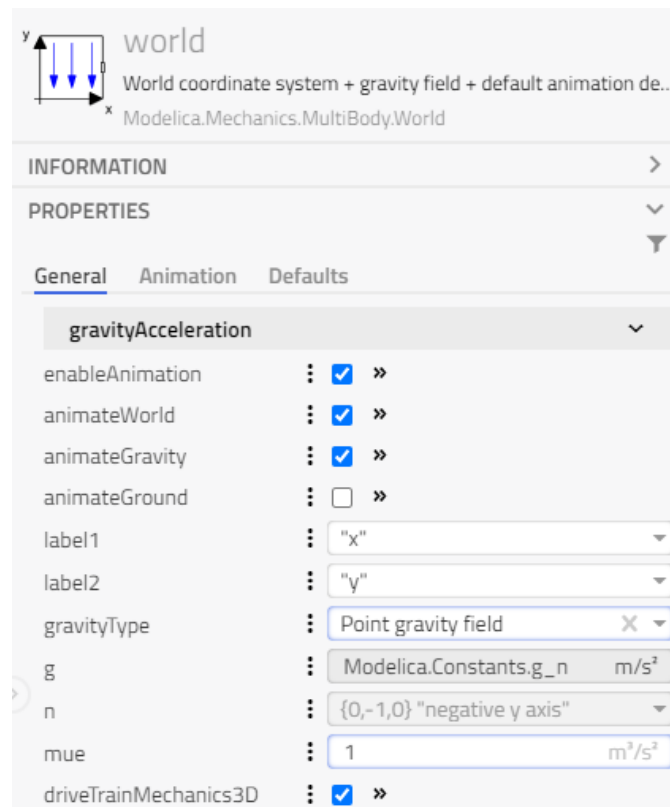 y
x
world
World coordinate system + gravity field + default animation de..
Modelica.Mechanics.MultiBody.World
INFORMATION
PROPERTIES
General Animation Defaults
gravityAcceleration
enableAnimation
animateWorld
animateGravity
animateGround
label1 "x"
label2 "y"
gravityType Point gravity field
g Modelica.Constants.g_n m/s²
n {0,-1,0} "negative y axis"
mue 1 m³/s²
driveTrainMechanics3D